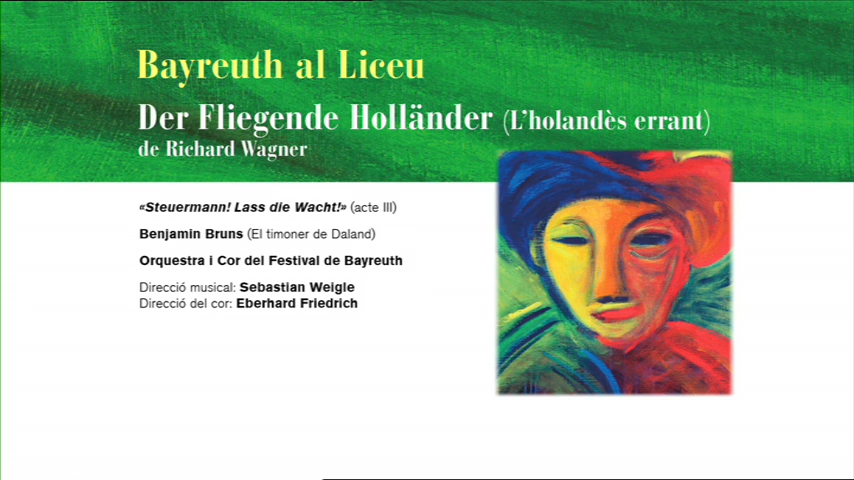 Bayreuth al Liceu
Der Fliegende Holländer (L'holandès errant)
de Richard Wagner
«Steuermann! Lass die Wacht!» (acte III)
Benjamin Bruns (El timoner de Daland)
Orquestra i Cor del Festival de Bayreuth
Direcció musical: Sebastian Weigle
Direcció del cor: Eberhard Friedrich